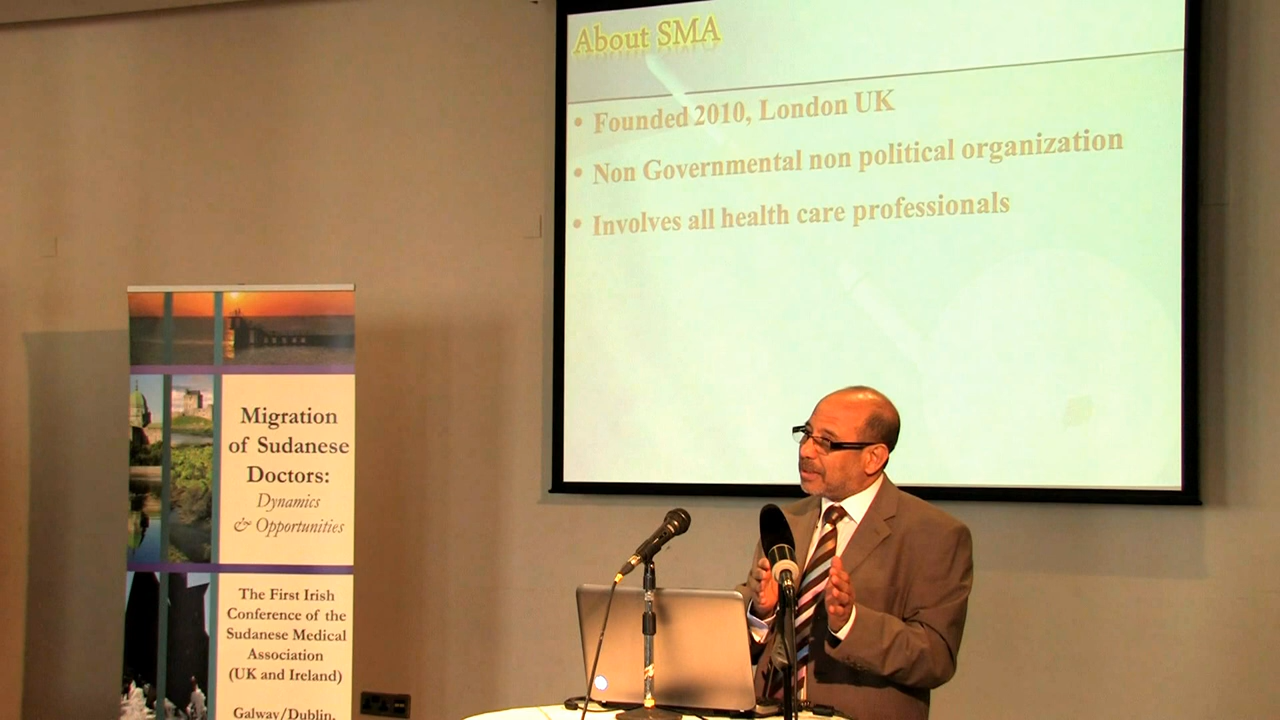 About SMA
• Founded 2010, London UK
• Non Governmental non political organization
• Involves all health care professionals
Migration
of Sudanese
Doctors:
Dynamics
& Opportunities
The First Irish
Conference of the
Sudanese Medical
Association
(UK and Ireland)
Galway/Dublin,